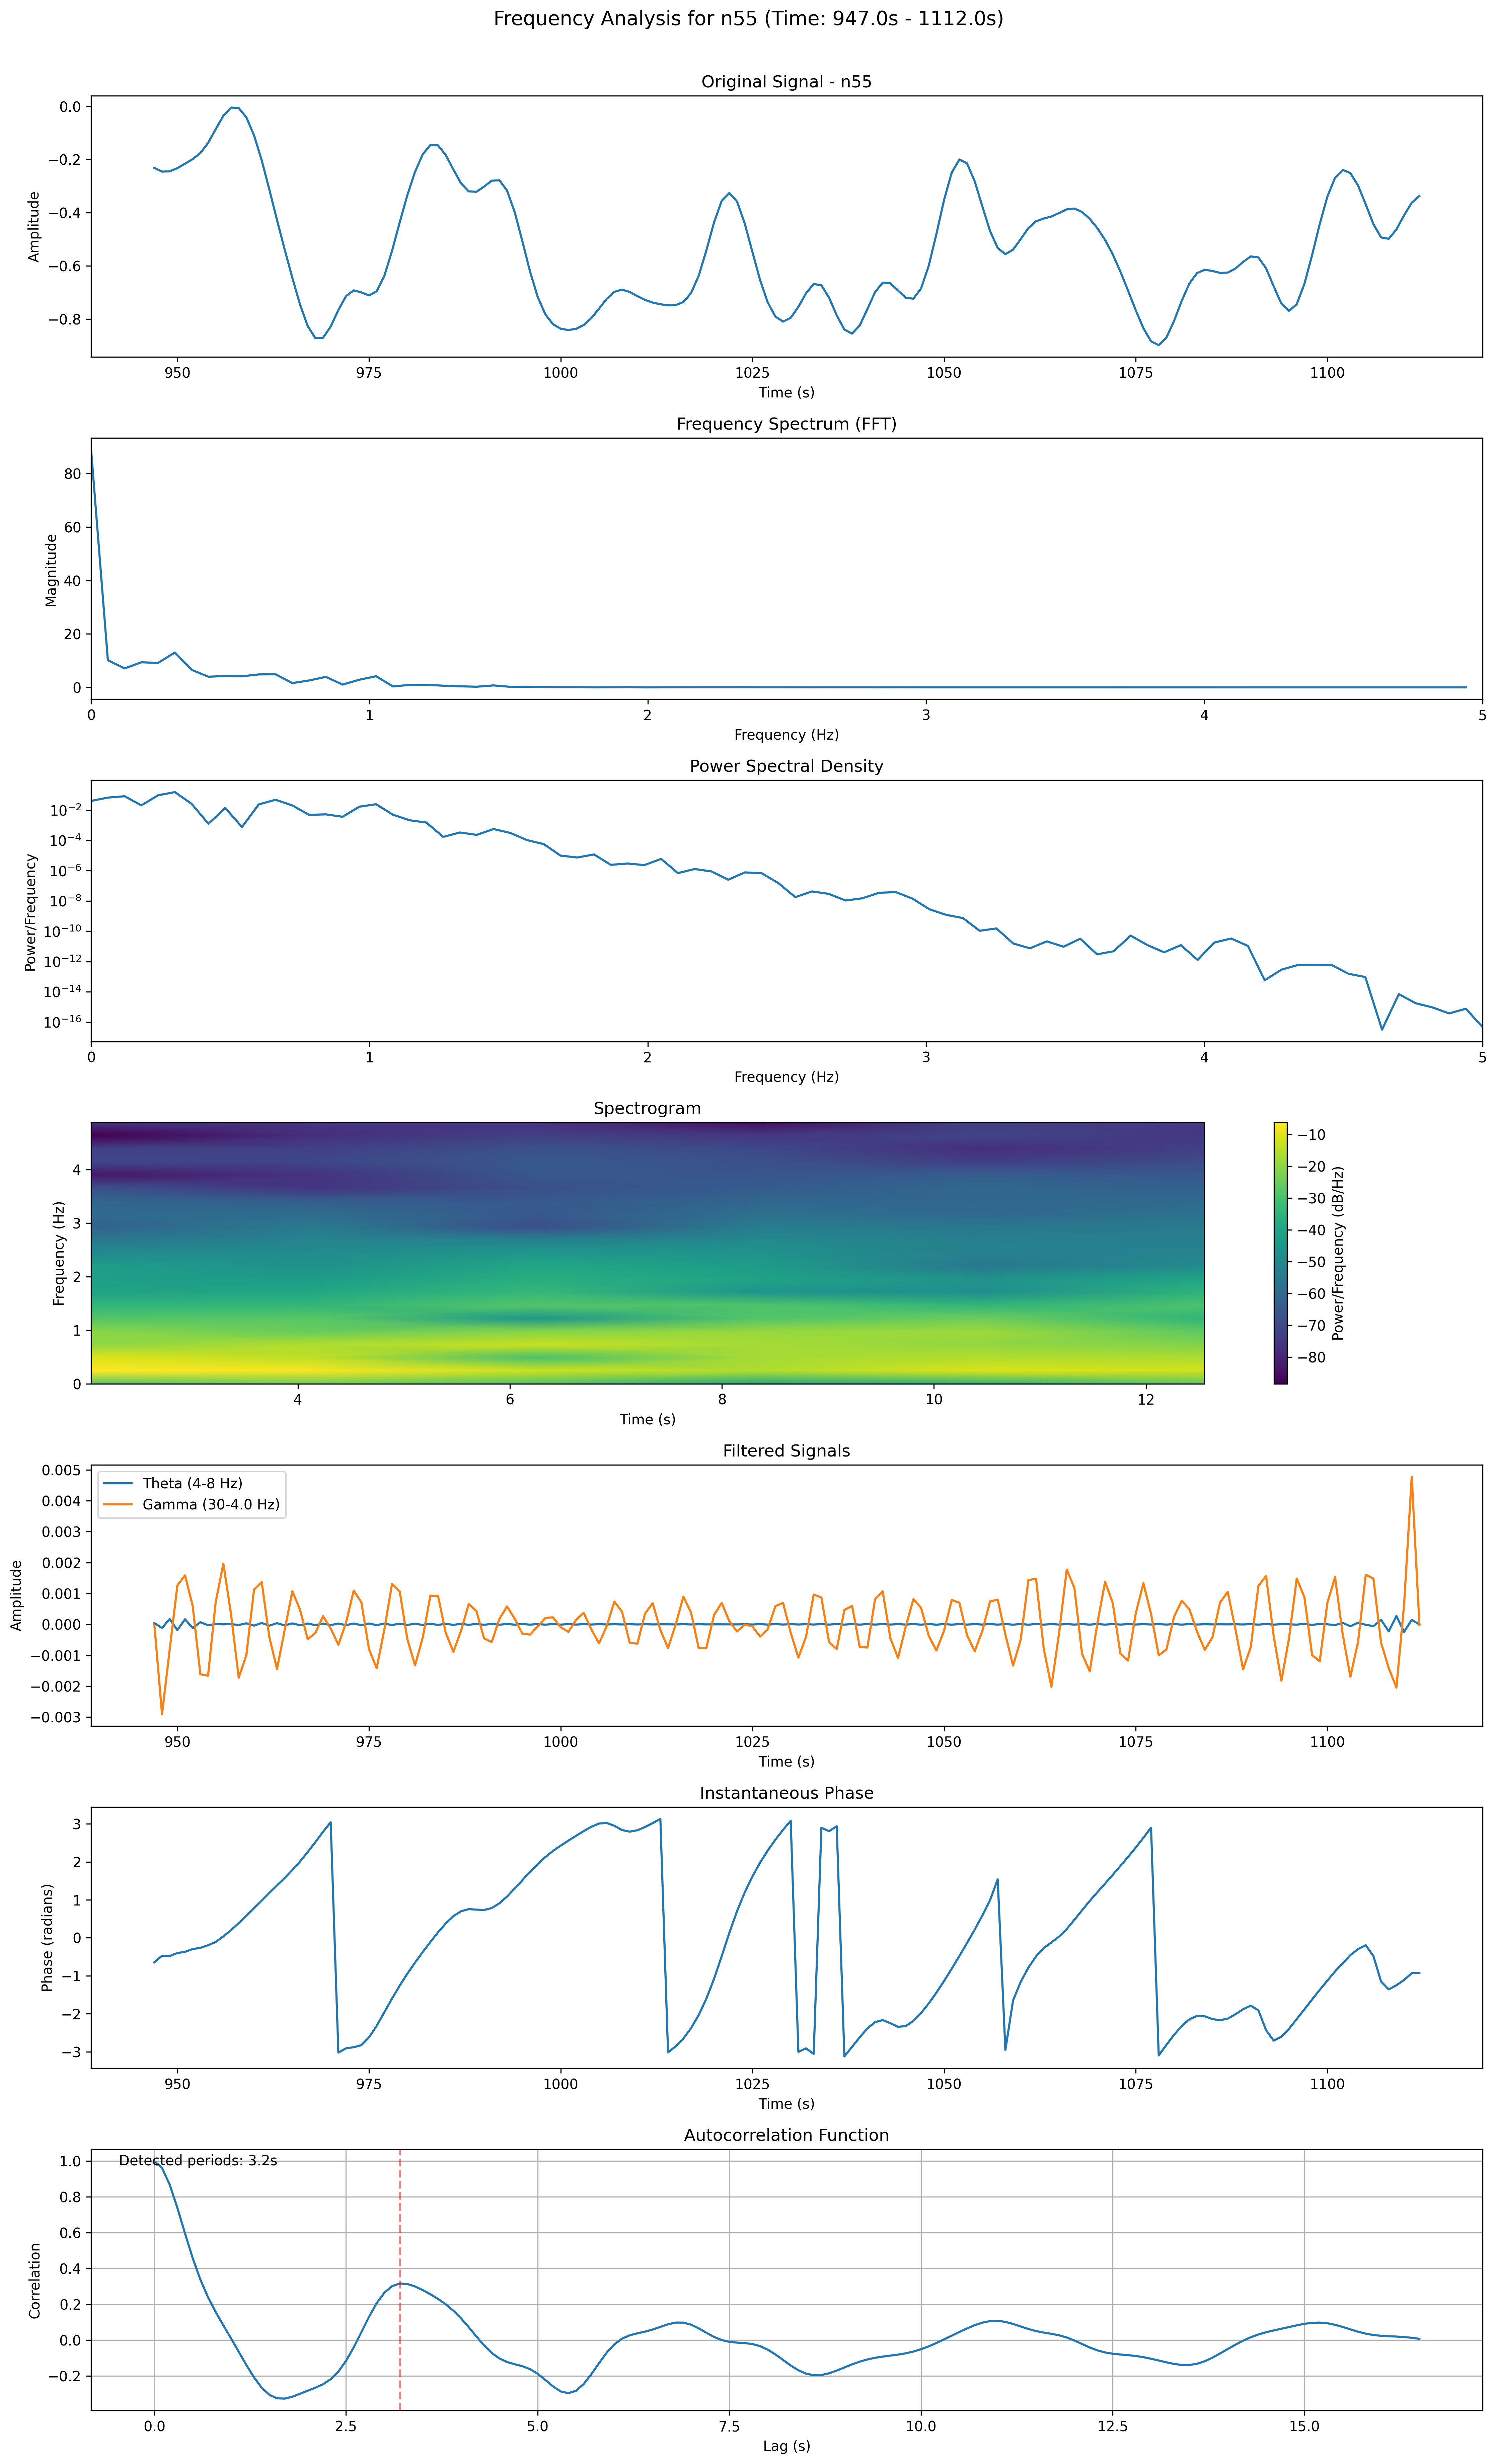 Frequency Analysis for n55 (Time: 947.0s - 1112.0s)
Original Signal - n55
0.0
−0.2
−0.4
−0.6
−0.8
Amplitude
950 975 1000 1025 1050 1075 1100
Time (s)
Frequency Spectrum (FFT)
80
60
40
20
0
Magnitude
0 1 2 3 4 5
Frequency (Hz)
Power Spectral Density
10⁻²
10⁻⁴
10⁻⁶
10⁻⁸
10⁻¹⁰
10⁻¹²
10⁻¹⁴
10⁻¹⁶
Power/Frequency
0 1 2 3 4 5
Frequency (Hz)
Spectrogram
4
3
2
1
0
Frequency (Hz)
4 6 8 10 12
Time (s)
−10
−20
−30
−40
−50
−60
−70
−80
Power/Frequency (dB/Hz)
Filtered Signals
Theta (4-8 Hz)
Gamma (30-4.0 Hz)
0.005
0.004
0.003
0.002
0.001
0.000
−0.001
−0.002
−0.003
Amplitude
950 975 1000 1025 1050 1075 1100
Time (s)
Instantaneous Phase
3
2
1
0
−1
−2
−3
Phase (radians)
950 975 1000 1025 1050 1075 1100
Time (s)
Autocorrelation Function
Detected periods: 3.2s
1.0
0.8
0.6
0.4
0.2
0.0
−0.2
Correlation
0.0 2.5 5.0 7.5 10.0 12.5 15.0
Lag (s)